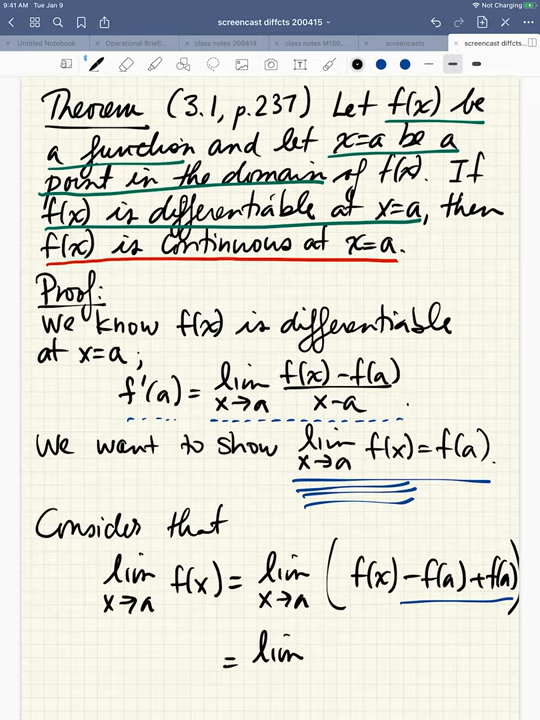 9:41 AM Tue Jan 9
Not Charging
screencast diffcts 200415
Untitled Notebook
Operational Briefi...
class notes 200414
class notes M160...
screencasts
screencast diffcts...
Theorem (3.1, p.237) Let f(x) be
a function and let x=a be a
point in the domain of f(x). If
f(x) is differentiable at x=a, then
f(x) is continuous at x=a.
Proof:
We know f(x) is differentiable
at x=a;
f'(a) = lim x→a (f(x) - f(a))/(x-a).
We want to show lim x→a f(x) = f(a).
Consider that
lim x→a f(x) = lim x→a ( f(x) - f(a) + f(a) )
= lim